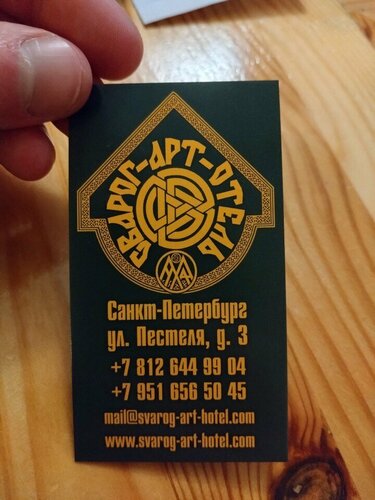 СВАРОГ-АРТ-ОТЕЛЬ
Санкт-Петербург
ул. Пестеля, д. 3
+7 812 644 99 04
+7 951 656 50 45
mail@svarog-art-hotel.com
www.svarog-art-hotel.com